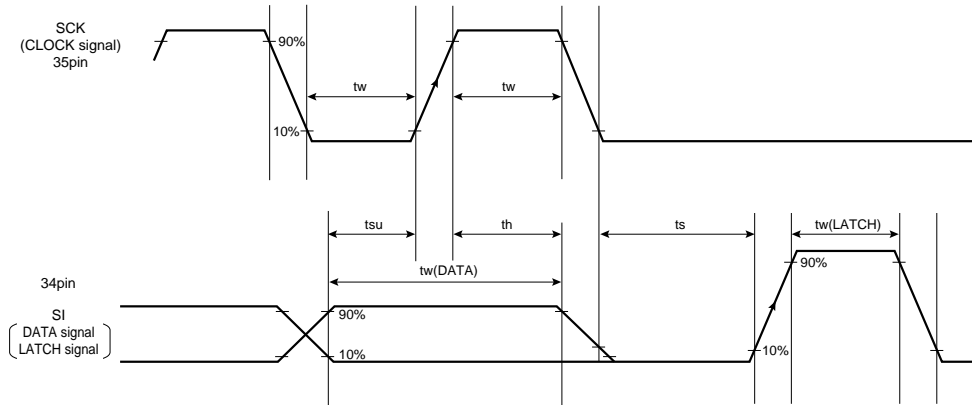 SCK
(CLOCK signal)
35pin
90%
tw
tw
10%
tsu
th
ts
tw(LATCH)
tw(DATA)
34pin
90%
SI
DATA signal
LATCH signal
90%
10%
10%